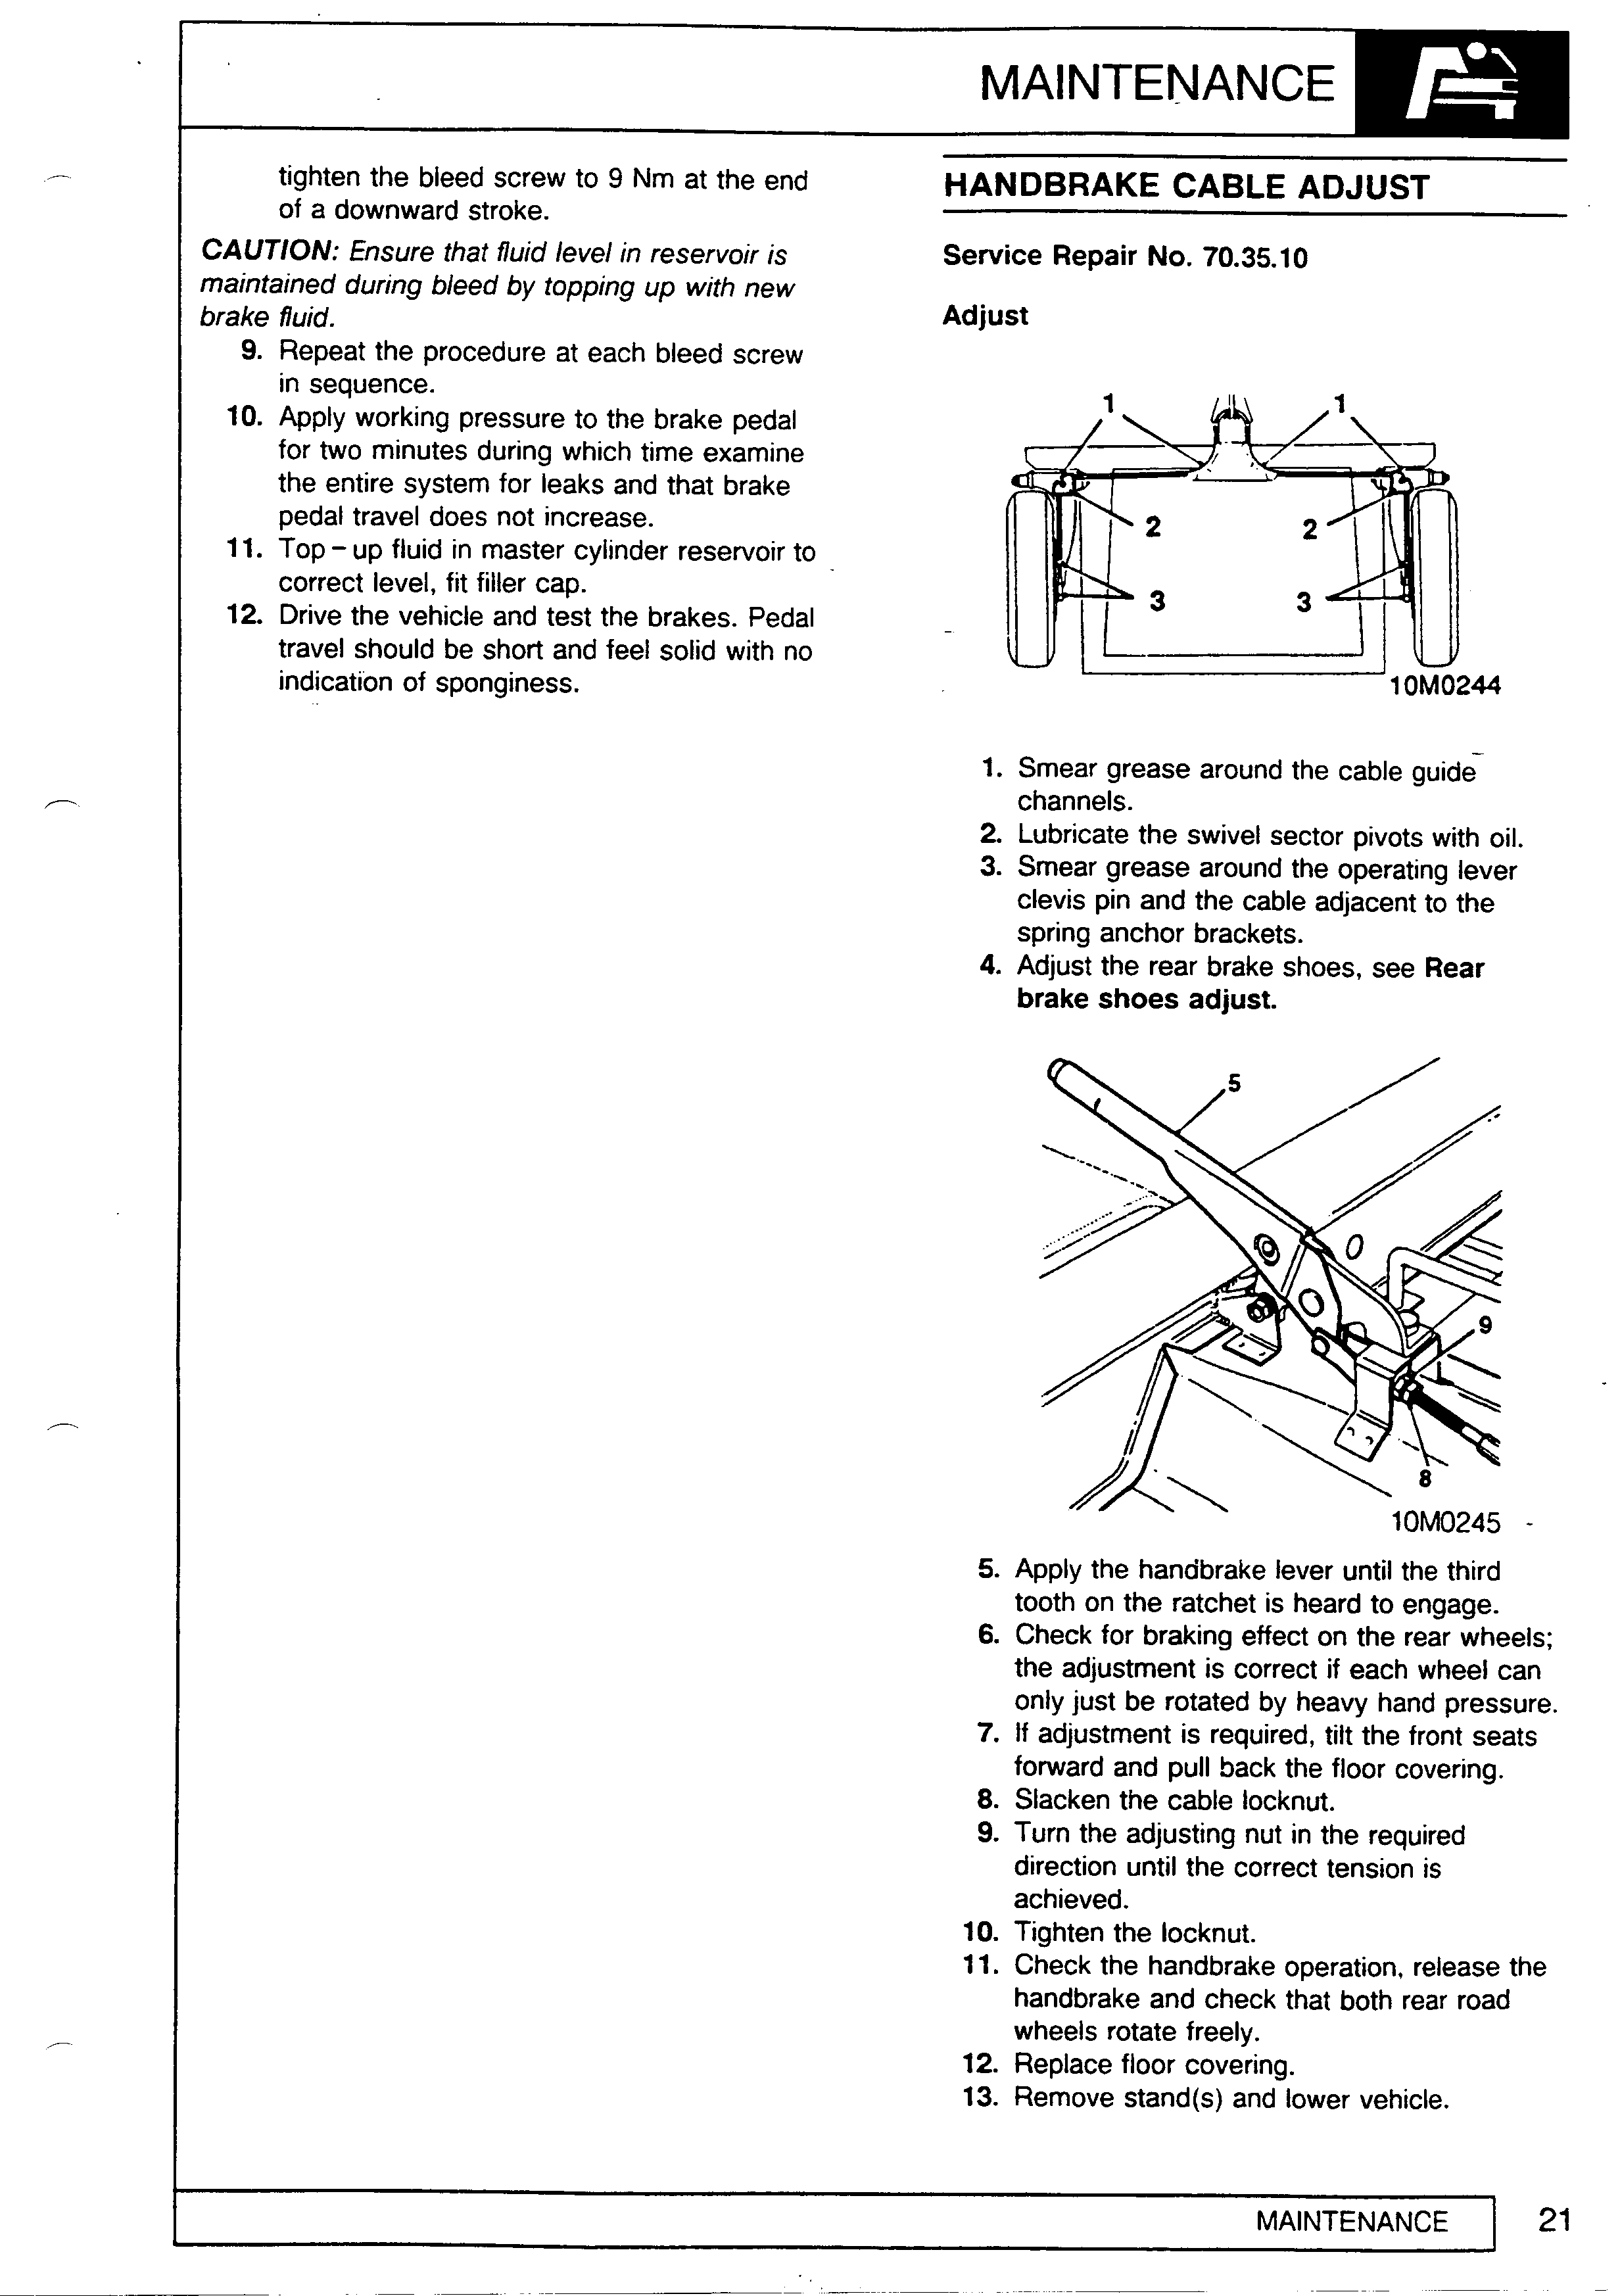 MAINTENANCE
tighten the bleed screw to 9 Nm at the end
of a downward stroke.
CAUTION: Ensure that fluid level in reservoir is
maintained during bleed by topping up with new
brake fluid.
9. Repeat the procedure at each bleed screw
in sequence.
10. Apply working pressure to the brake pedal
for two minutes during which time examine
the entire system for leaks and that brake
pedal travel does not increase.
11. Top – up fluid in master cylinder reservoir to
correct level, fit filler cap.
12. Drive the vehicle and test the brakes. Pedal
travel should be short and feel solid with no
indication of sponginess.
HANDBRAKE CABLE ADJUST
Service Repair No. 70.35.10
Adjust
1 1
2 2
3 3
10M0244
1. Smear grease around the cable guide
channels.
2. Lubricate the swivel sector pivots with oil.
3. Smear grease around the operating lever
clevis pin and the cable adjacent to the
spring anchor brackets.
4. Adjust the rear brake shoes, see Rear
brake shoes adjust.
5
9
8
10M0245
5. Apply the handbrake lever until the third
tooth on the ratchet is heard to engage.
6. Check for braking effect on the rear wheels;
the adjustment is correct if each wheel can
only just be rotated by heavy hand pressure.
7. If adjustment is required, tilt the front seats
forward and pull back the floor covering.
8. Slacken the cable locknut.
9. Turn the adjusting nut in the required
direction until the correct tension is
achieved.
10. Tighten the locknut.
11. Check the handbrake operation, release the
handbrake and check that both rear road
wheels rotate freely.
12. Replace floor covering.
13. Remove stand(s) and lower vehicle.
MAINTENANCE 21